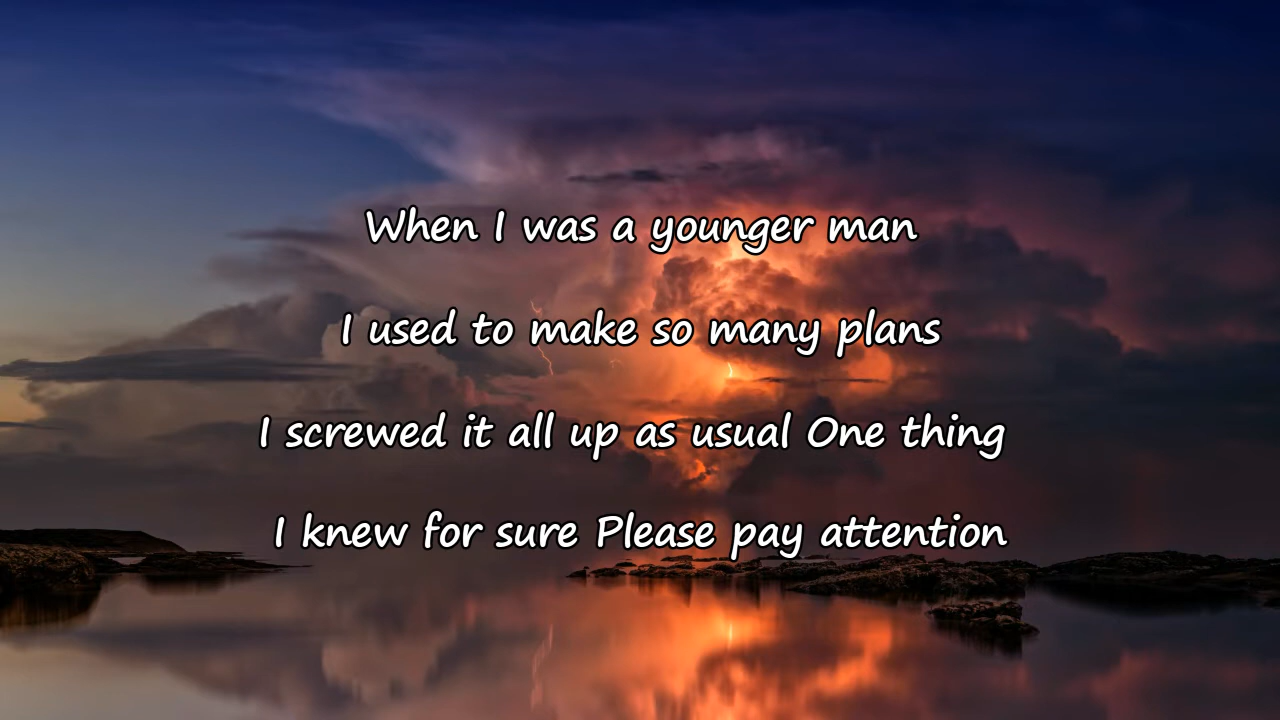 When I was a younger man
I used to make so many plans
I screwed it all up as usual One thing
I knew for sure Please pay attention